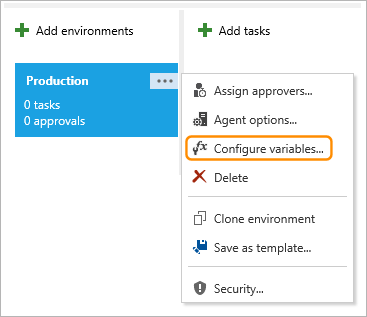 Add environments
Add tasks
Production
...
0 tasks
0 approvals
Assign approvers...
Agent options...
Configure variables...
Delete
Clone environment
Save as template...
Security...